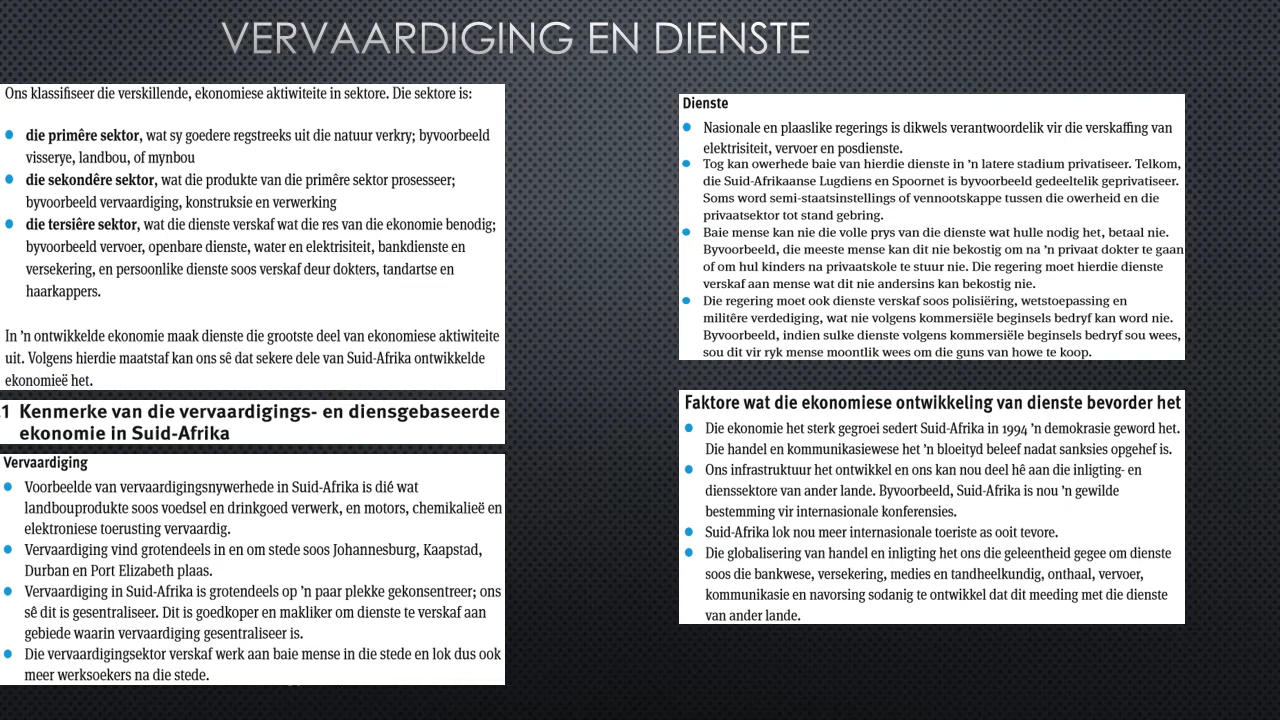 VERVAARDIGING EN DIENSTE
Ons klassifiseer die verskillende, ekonomiese aktiwiteite in sektore. Die sektore is:
● die primêre sektor, wat sy goedere regstreeks uit die natuur verkry; byvoorbeeld
visserye, landbou, of mynbou
● die sekondêre sektor, wat die produkte van die primêre sektor prosesseer;
byvoorbeeld vervaardiging, konstruksie en verwerking
● die tersiêre sektor, wat die dienste verskaf wat die res van die ekonomie benodig;
byvoorbeeld vervoer, openbare dienste, water en elektrisiteit, bankdienste en
versekering, en persoonlike dienste soos verskaf deur dokters, tandartse en
haarkappers.
In 'n ontwikkelde ekonomie maak dienste die grootste deel van ekonomiese aktiwiteite
uit. Volgens hierdie maatstaf kan ons sê dat sekere dele van Suid-Afrika ontwikkelde
ekonomieë het.
.1 Kenmerke van die vervaardigings- en diensgebaseerde
ekonomie in Suid-Afrika
Vervaardiging
● Voorbeelde van vervaardigingsnywerhede in Suid-Afrika is dié wat
landbouprodukte soos voedsel en drinkgoed verwerk, en motors, chemikalieë en
elektroniese toerusting vervaardig.
● Vervaardiging vind grotendeels in en om stede soos Johannesburg, Kaapstad,
Durban en Port Elizabeth plaas.
● Vervaardiging in Suid-Afrika is grotendeels op 'n paar plekke gekonsentreer; ons
sê dit is gesentraliseer. Dit is goedkoper en makliker om dienste te verskaf aan
gebiede waarin vervaardiging gesentraliseer is.
● Die vervaardigingsektor verskaf werk aan baie mense in die stede en lok dus ook
meer werksoekers na die stede.
Dienste
● Nasionale en plaaslike regerings is dikwels verantwoordelik vir die verskaffing van
elektrisiteit, vervoer en posdienste.
● Tog kan owerhede baie van hierdie dienste in 'n latere stadium privatiseer. Telkom,
die Suid-Afrikaanse Lugdiens en Spoornet is byvoorbeeld gedeeltelik geprivatiseer.
Soms word semi-staatsinstellings of vennootskappe tussen die owerheid en die
privaatsektor tot stand gebring.
● Baie mense kan nie die volle prys van die dienste wat hulle nodig het, betaal nie.
Byvoorbeeld, die meeste mense kan dit nie bekostig om na 'n privaat dokter te gaan
of om hul kinders na privaatskole te stuur nie. Die regering moet hierdie dienste
verskaf aan mense wat dit nie andersins kan bekostig nie.
● Die regering moet ook dienste verskaf soos polisiëring, wetstoepassing en
militêre verdediging, wat nie volgens kommersiële beginsels bedryf kan word nie.
Byvoorbeeld, indien sulke dienste volgens kommersiële beginsels bedryf sou wees,
sou dit vir ryk mense moontlik wees om die guns van howe te koop.
Faktore wat die ekonomiese ontwikkeling van dienste bevorder het
● Die ekonomie het sterk gegroei sedert Suid-Afrika in 1994 'n demokrasie geword het.
Die handel en kommunikasiewese het 'n bloeityd beleef nadat sanksies opgehef is.
● Ons infrastruktuur het ontwikkel en ons kan nou deel hê aan die inligting- en
dienssektore van ander lande. Byvoorbeeld, Suid-Afrika is nou 'n gewilde
bestemming vir internasionale konferensies.
● Suid-Afrika lok nou meer internasionale toeriste as ooit tevore.
● Die globalisering van handel en inligting het ons die geleentheid gegee om dienste
soos die bankwese, versekering, medies en tandheelkundig, onthaal, vervoer,
kommunikasie en navorsing sodanig te ontwikkel dat dit meeding met die dienste
van ander lande.